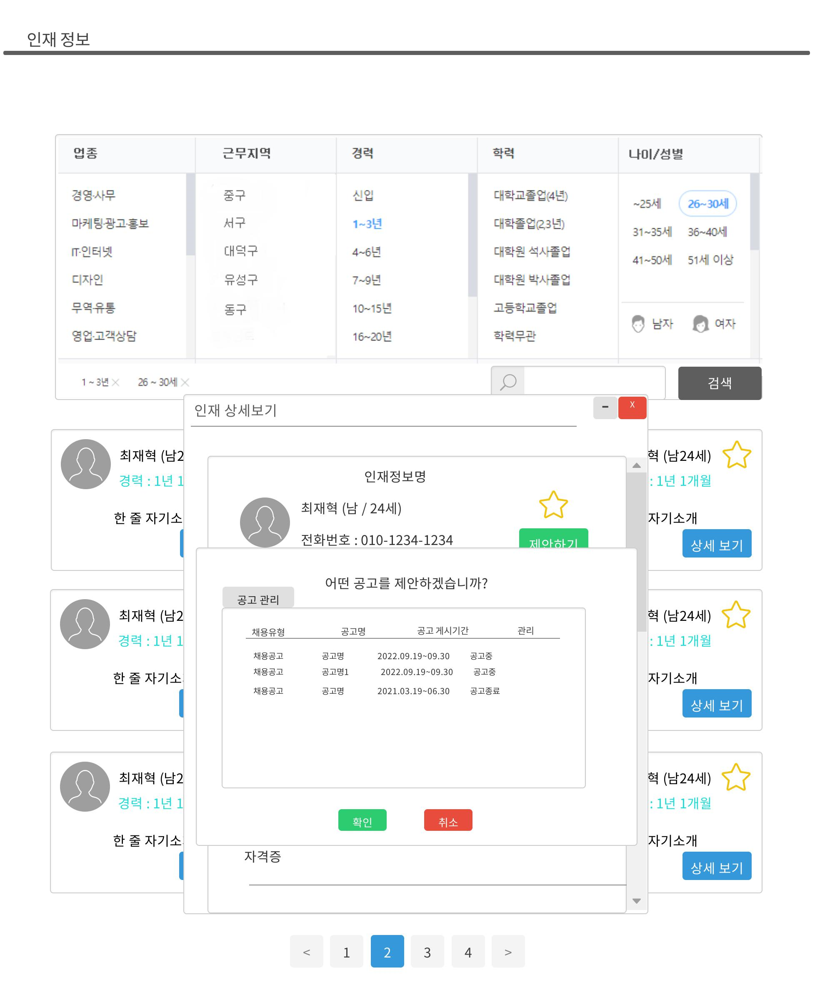 인재 정보
업종 근무지역 경력 학력 나이/성별
경영·사무 중구 신입 대학교졸업(4년) ~25세 26~30세
마케팅·광고·홍보 서구 1~3년 대학졸업(2,3년) 31~35세 36~40세
IT·인터넷 대덕구 4~6년 대학원 석사졸업 41~50세 51세 이상
디자인 유성구 7~9년 대학원 박사졸업
무역·유통 동구 10~15년 고등학교졸업 남자 여자
영업·고객상담 16~20년 학력무관
1 ~ 3년 26 ~ 30세 검색
인재 상세보기 - X
최재혁 (남2
경력 : 1년 1
한 줄 자기소
혁 (남24세)
: 1년 1개월
자기소개
상세 보기
인재정보명
최재혁 (남 / 24세)
전화번호 : 010-1234-1234
제안하기
어떤 공고를 제안하겠습니까?
공고 관리
채용유형 공고명 공고 게시기간 관리
채용공고 공고명 2022.09.19~09.30 공고중
채용공고 공고명1 2022.09.19~09.30 공고중
채용공고 공고명 2021.03.19~06.30 공고종료
확인 취소
최재혁 (남2
경력 : 1년 1
한 줄 자기소
혁 (남24세)
: 1년 1개월
자기소개
상세 보기
최재혁 (남2
경력 : 1년 1
한 줄 자기소
혁 (남24세)
: 1년 1개월
자기소개
상세 보기
자격증
< 1 2 3 4 >